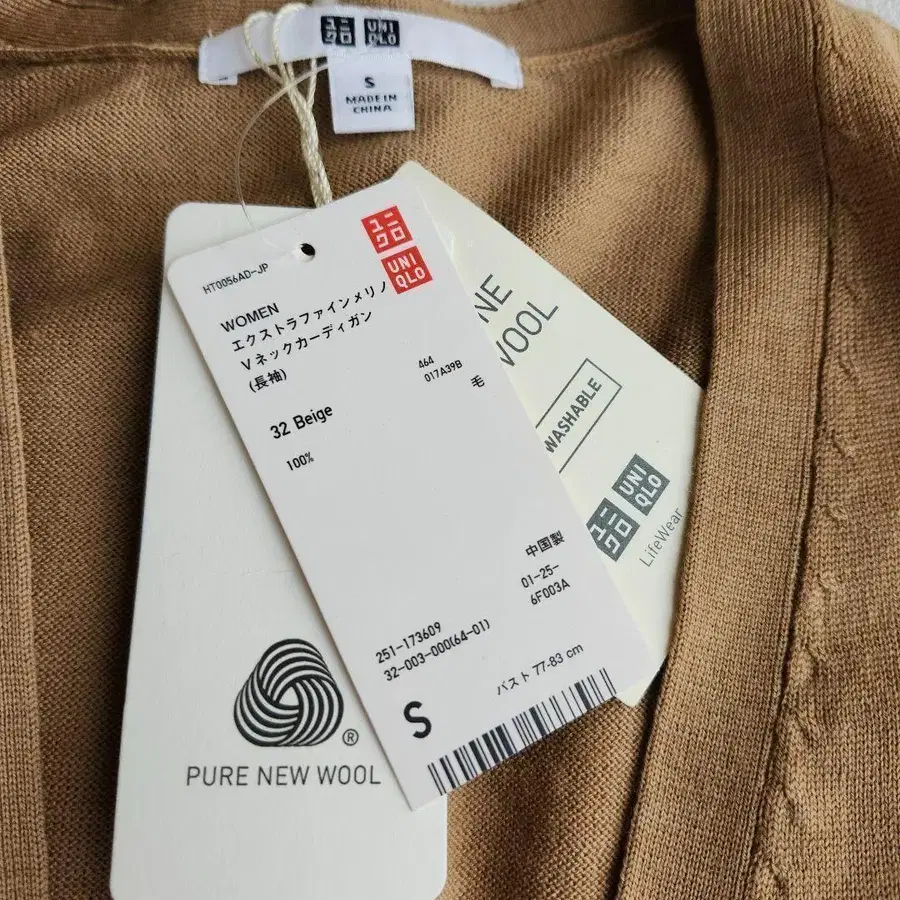 ユニ
クロ
UNI
QLO
S
MADE IN
CHINA
HT0056AD-JP
ユニ
クロ
UNI
QLO
WOMEN
エクストラファインメリノ
Vネックカーディガン
(長袖)
464
017A39B
32 Beige
毛
100%
中国製
01-25-
6F003A
251-173609
32-003-000(64-01)
S
バスト 77-83 cm
WOOL
WASHABLE
ユニ
クロ
UNI
QLO
LifeWear
PURE NEW WOOL